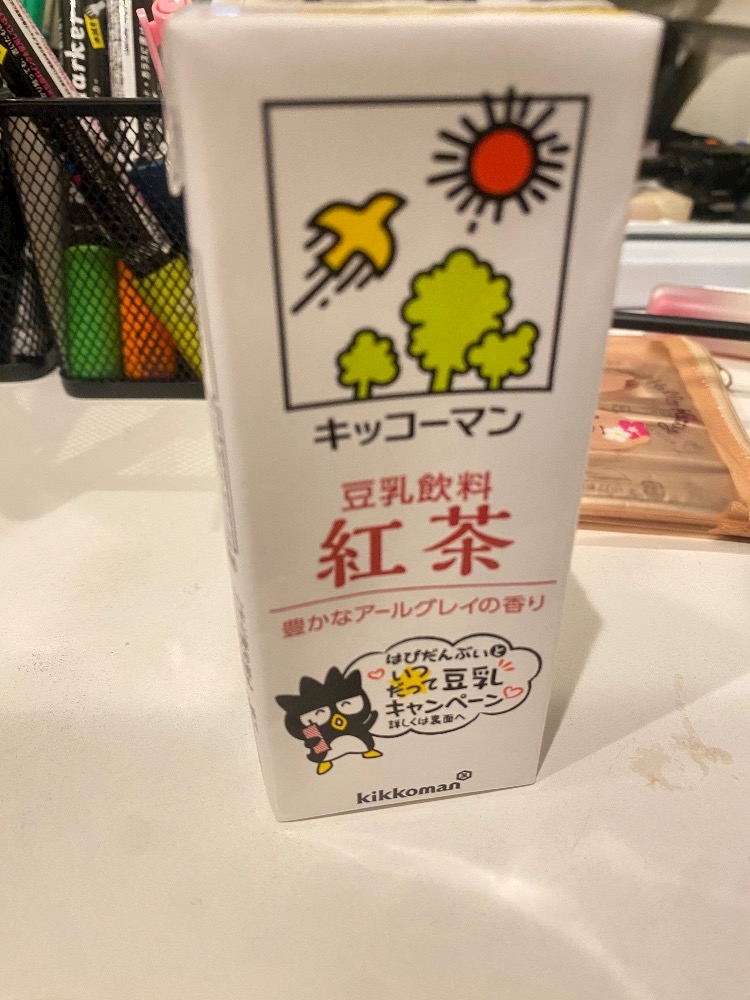 arker
キッコーマン
豆乳飲料
紅茶
豊かなアールグレイの香り
はぴだんぶいと
いつ
だって豆乳
キャンペーン
詳しくは裏面へ
kikkoman